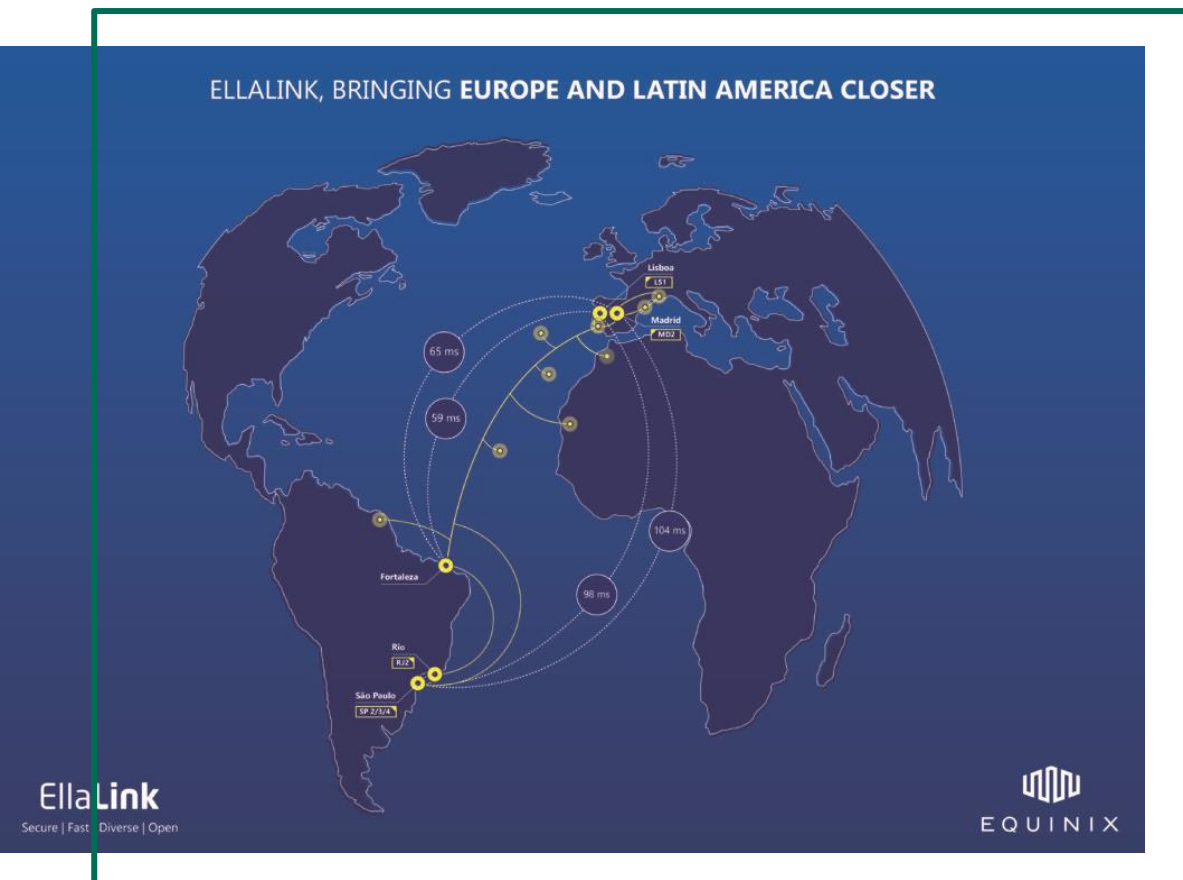 ELLALINK, BRINGING EUROPE AND LATIN AMERICA CLOSER
Lisboa
LS1
Madrid
MD2
65 ms
59 ms
104 ms
98 ms
Fortaleza
Rio
RJ2
São Paulo
SP 2/3/4
EllaLink
Secure | Fast | Diverse | Open
EQUINIX